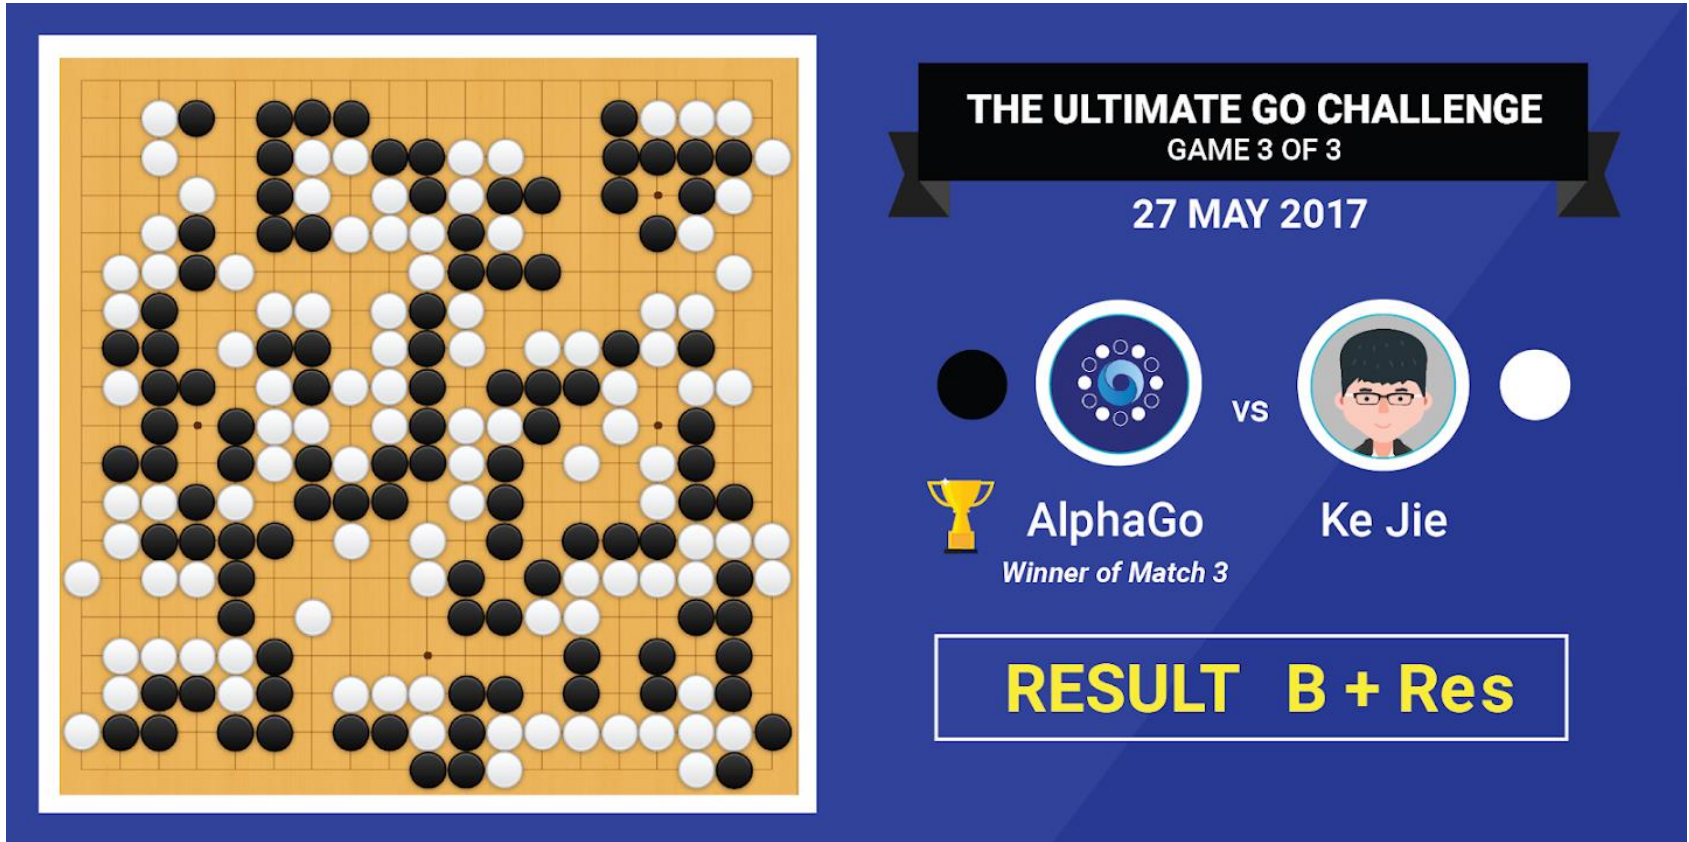 THE ULTIMATE GO CHALLENGE
GAME 3 OF 3
27 MAY 2017
vs
AlphaGo
Ke Jie
Winner of Match 3
RESULT B + Res